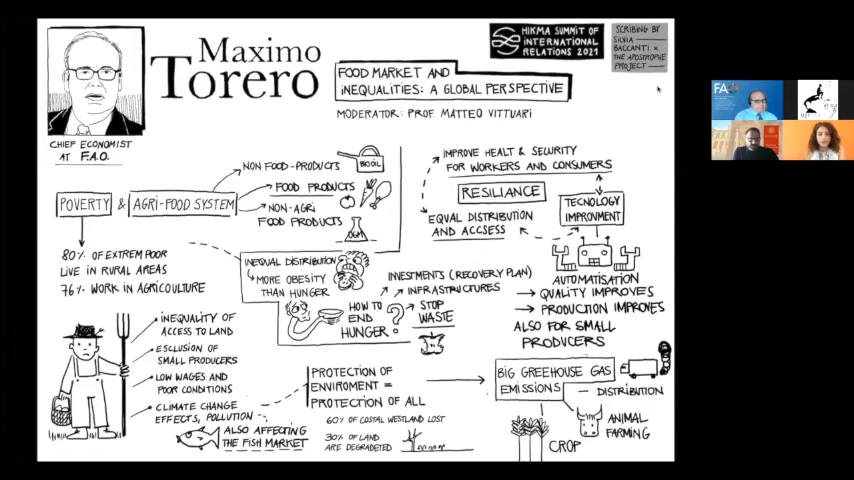 Maximo
Torero
HIKMA SUMMIT OF
INTERNATIONAL
RELATIONS 2021
SCRIBING BY
SILVIA
BACCANTI X
THE APOSTROPHE
PROJECT
FOOD MARKET AND
INEQUALITIES: A GLOBAL PERSPECTIVE
MODERATOR: PROF. MATTEO VITTUARI
CHIEF ECONOMIST
AT F.A.O.
FAO
POVERTY & AGRI-FOOD SYSTEM
NON FOOD-PRODUCTS
BIOOIL
FOOD PRODUCTS
NON-AGRI
FOOD PRODUCTS
OGM
80% OF EXTREM POOR
LIVE IN RURAL AREAS
76% WORK IN AGRICOULTURE
INEQUAL DISTRIBUTION
MORE OBESITY
THAN HUNGER
HOW TO
END
HUNGER?
INVESTMENTS (RECOVERY PLAN)
INFRASTRUCTURES
STOP
WASTE
IMPROVE HEALT & SECURITY
FOR WORKERS AND CONSUMERS
RESILIANCE
EQUAL DISTRIBUTION
AND ACCSESS
TECNOLOGY
IMPROVMENT
AUTOMATISATION
QUALITY IMPROVES
PRODUCTION IMPROVES
ALSO FOR SMALL
PRODUCERS
INEQUALITY OF
ACCESS TO LAND
ESCLUSION OF
SMALL PRODUCERS
LOW WAGES AND
POOR CONDITIONS
CLIMATE CHANGE
EFFECTS, POLLUTION
ALSO AFFECTING
THE FISH MARKET
PROTECTION OF
ENVIROMENT =
PROTECTION OF ALL
60% OF COSTAL WESTLAND LOST
30% OF LAND
ARE DEGRADETED
BIG GREENHOUSE GAS
EMISSIONS
DISTRIBUTION
ANIMAL
FARMING
CROP